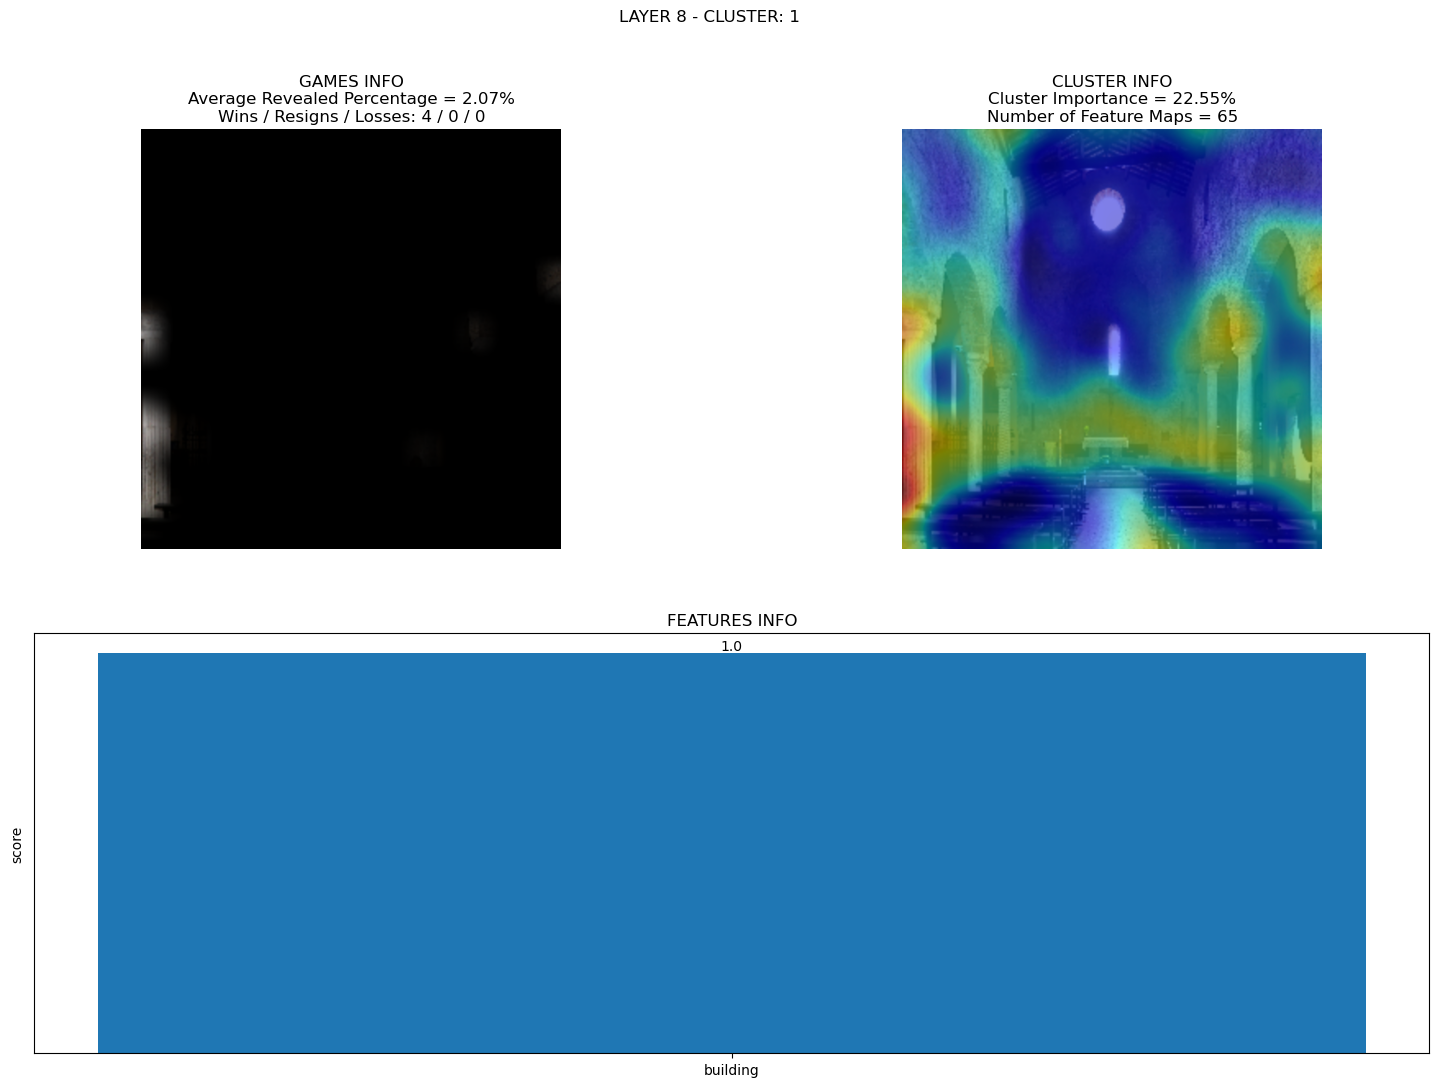 LAYER 8 - CLUSTER: 1
GAMES INFO
Average Revealed Percentage = 2.07%
Wins / Resigns / Losses: 4 / 0 / 0
CLUSTER INFO
Cluster Importance = 22.55%
Number of Feature Maps = 65
FEATURES INFO
1.0
score
building